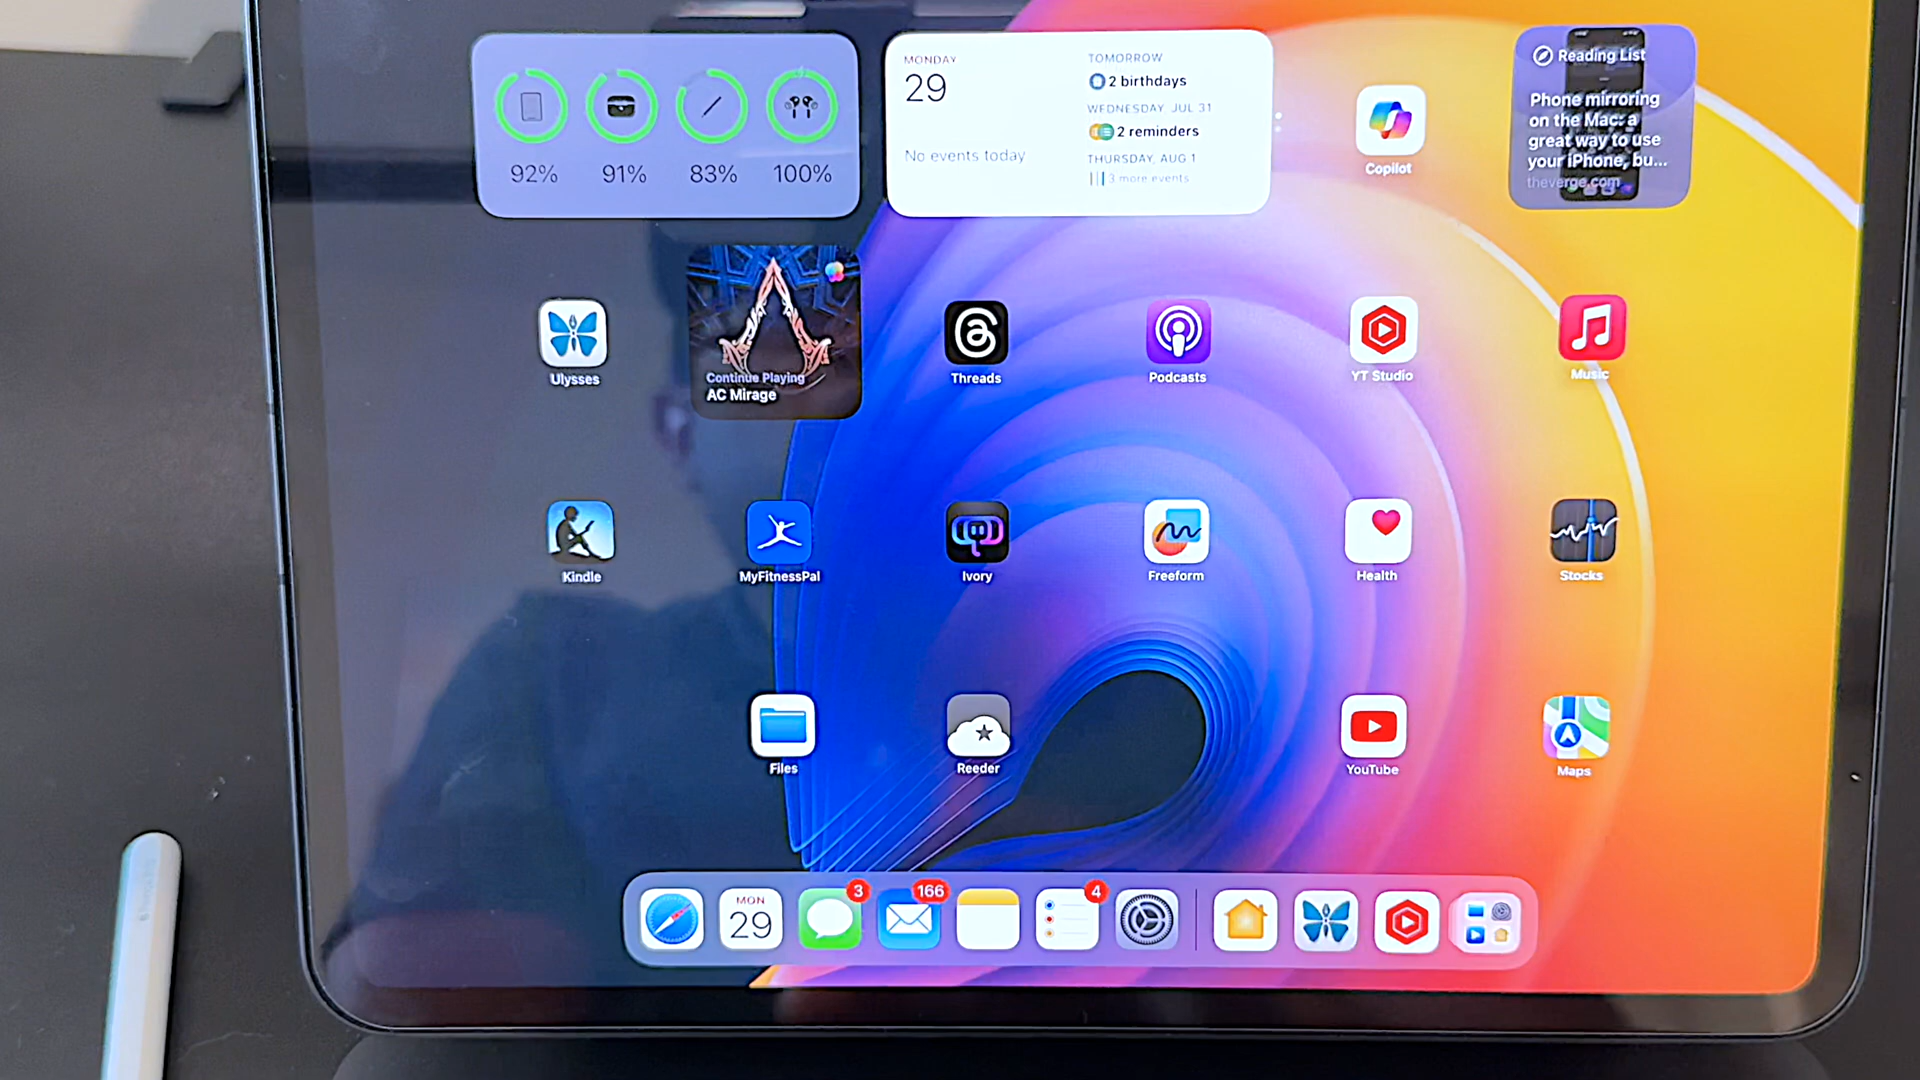 92%
91%
83%
100%
MONDAY
29
No events today
TOMORROW
2 birthdays
WEDNESDAY, JUL 31
2 reminders
THURSDAY, AUG 1
3 more events
Copilot
Reading List
Phone mirroring
on the Mac: a
great way to use
your iPhone, bu...
theverge.com
Ulysses
Continue Playing
AC Mirage
Threads
Podcasts
YT Studio
Music
Kindle
MyFitnessPal
Ivory
Freeform
Health
Stocks
Files
Reeder
YouTube
Maps
MON
29
3
166
4